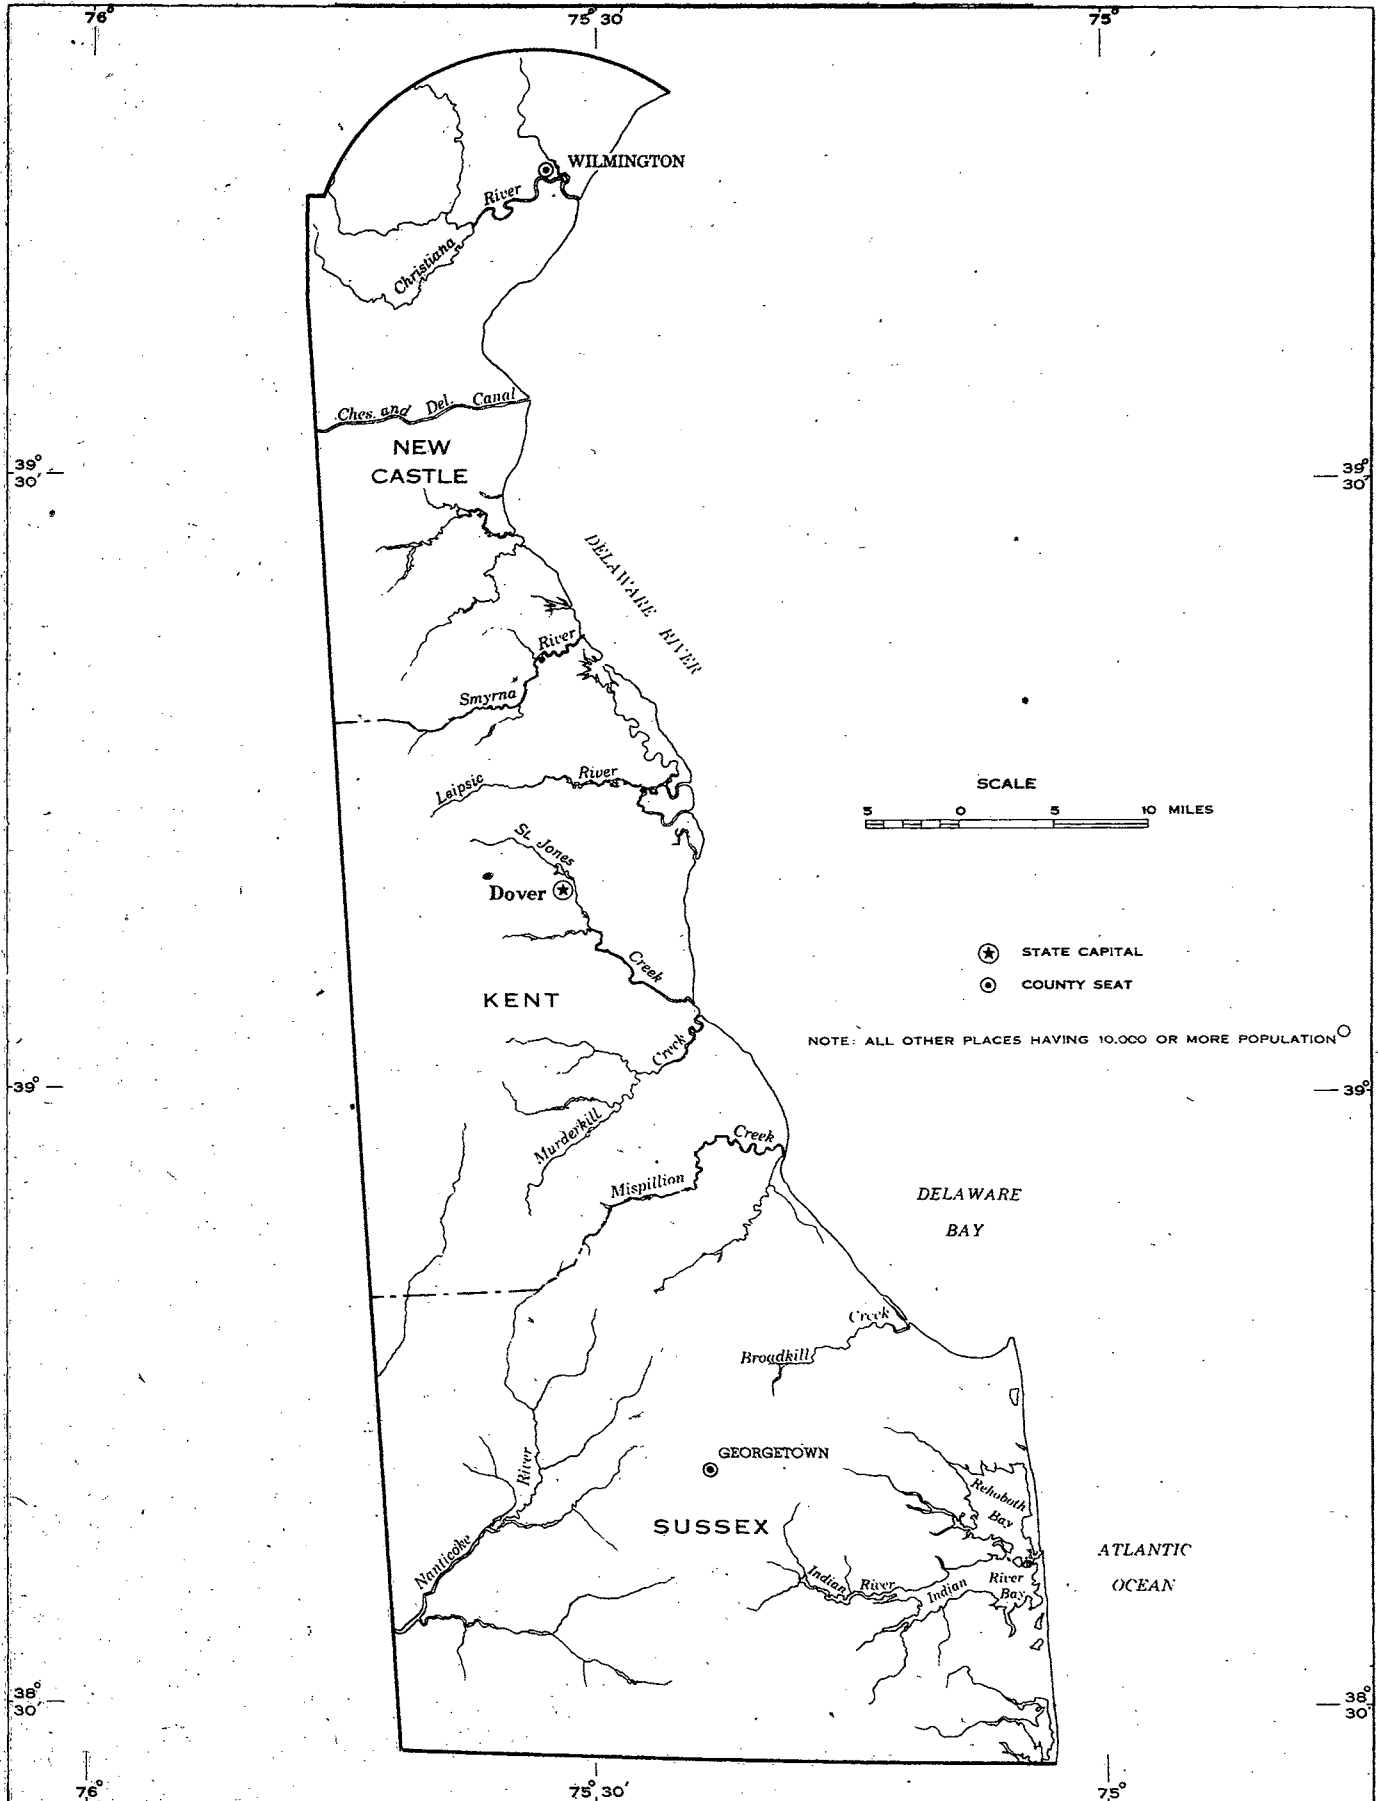 76°
75° 30'
75°
WILMINGTON
Christiana River
Ches. and Del. Canal
NEW
CASTLE
39°
30'
39°
30'
DELAWARE RIVER
Smyrna River
Leipsic River
SCALE
5 0 5 10 MILES
St. Jones Creek
Dover
STATE CAPITAL
COUNTY SEAT
KENT
NOTE: ALL OTHER PLACES HAVING 10,000 OR MORE POPULATION
39°
39°
Murderkill Creek
Mispillion Creek
DELAWARE
BAY
Broadkill Creek
GEORGETOWN
Nanticoke River
SUSSEX
Rehoboth
Bay
ATLANTIC
OCEAN
Indian River
Indian River
Bay
38°
30'
38°
30'
76°
75° 30'
75°